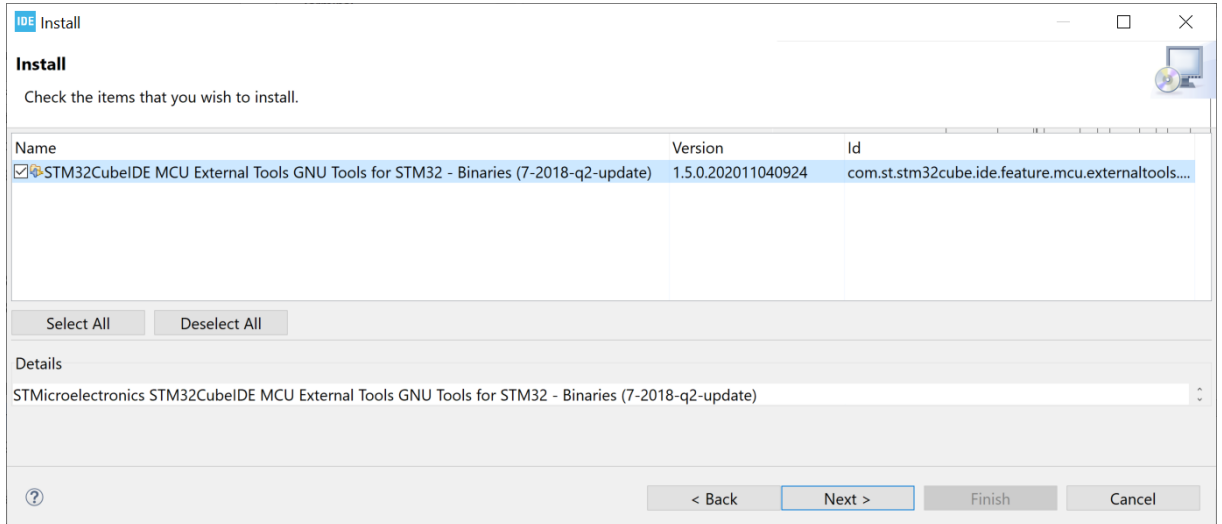 IDE Install
Install
Check the items that you wish to install.
Name Version Id
STM32CubeIDE MCU External Tools GNU Tools for STM32 - Binaries (7-2018-q2-update) 1.5.0.202011040924 com.st.stm32cube.ide.feature.mcu.externaltools....
Select All Deselect All
Details
STMicroelectronics STM32CubeIDE MCU External Tools GNU Tools for STM32 - Binaries (7-2018-q2-update)
? < Back Next > Finish Cancel